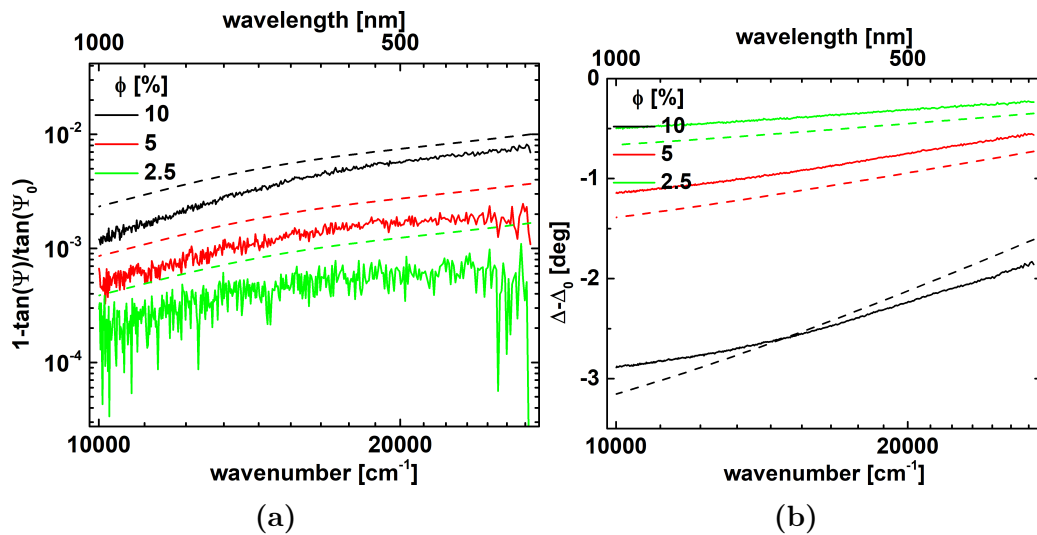 wavelength [nm]
1000 500
ϕ [%]
10
5
2.5
10⁻²
10⁻³
10⁻⁴
1-tan(Ψ)/tan(Ψ₀)
10000 20000
wavenumber [cm⁻¹]
(a)
wavelength [nm]
1000 500
ϕ [%]
10
5
2.5
0
-1
-2
-3
Δ-Δ₀ [deg]
10000 20000
wavenumber [cm⁻¹]
(b)